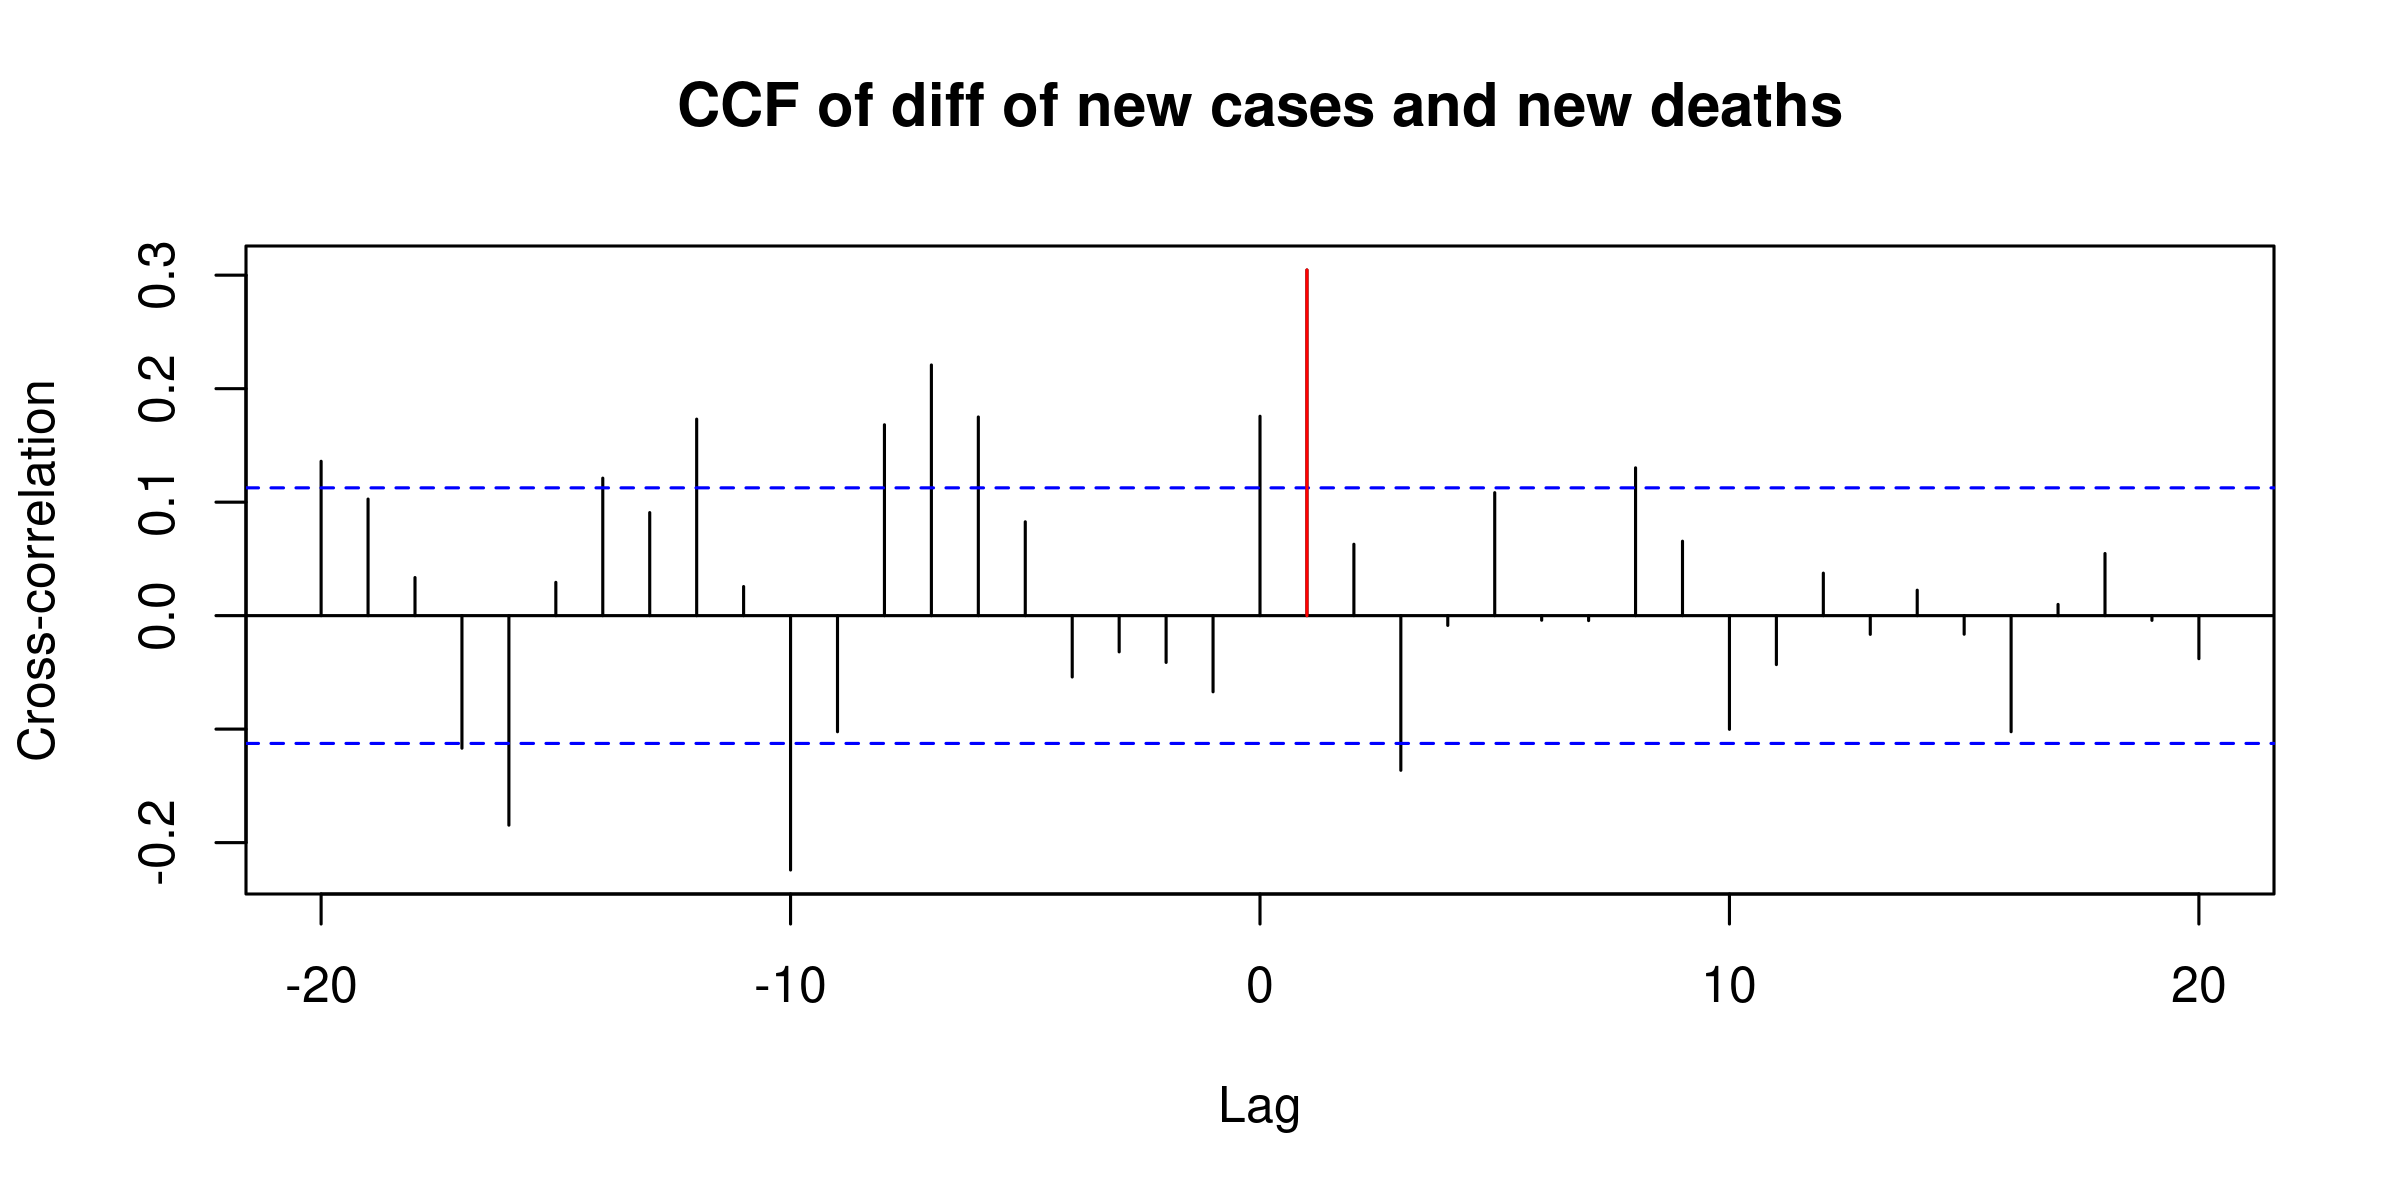 CCF of diff of new cases and new deaths
Cross-correlation
0.3
0.2
0.1
0.0
-0.2
-20 -10 0 10 20
Lag